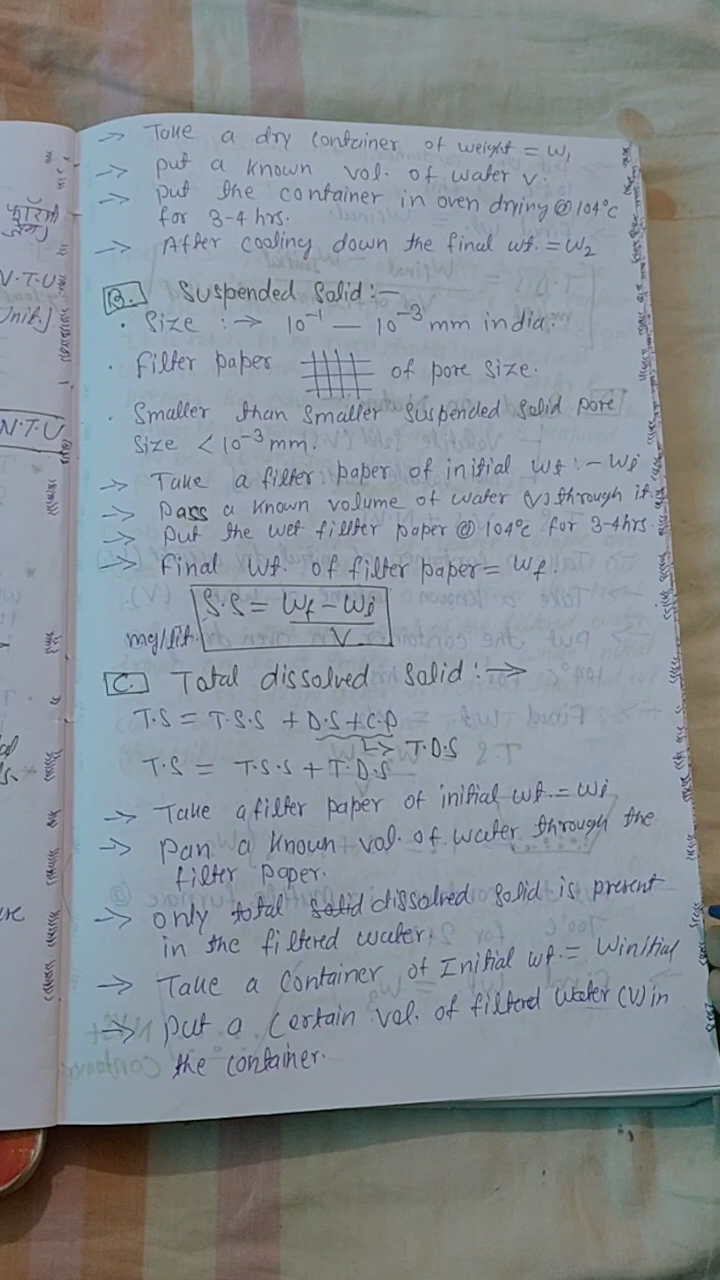 फॉर्मा
N.T.U
Unit.]
N.T.U
→ Take a dry container of weight = W₁
→ put a known vol. of water V.
→ put the container in oven drying @ 104°C
for 3-4 hrs.
→ After cooling down the final wt. = W₂
B. Suspended Solid :-
· Size :→ 10⁻¹ — 10⁻³ mm in dia.
· Filter paper of pore size.
· Smaller than smaller suspended solid pore
size < 10⁻³ mm.
→ Take a filter paper of initial wt :- Wi
→ Pass a known volume of water (V) through it.
→ put the wet fillter paper @ 104°C for 3-4 hrs.
→ Final wt. of filter paper = Wf.
S.S = Wf - Wi
mg/lit. V
C. Total dissolved Solid :⇒
T.S = T.S.S + D.S + C.P
↳ T.D.S
T.S = T.S.S + T.D.S
→ Take a filter paper of initial wt. = Wi
→ Pan a known vol. of water through the
filter paper.
→ only total solid dissolved solid is present
in the filtered water.
→ Take a container of Initial wt. = Winitial
⇒ Put a certain vol. of filtered water (V) in
the container.